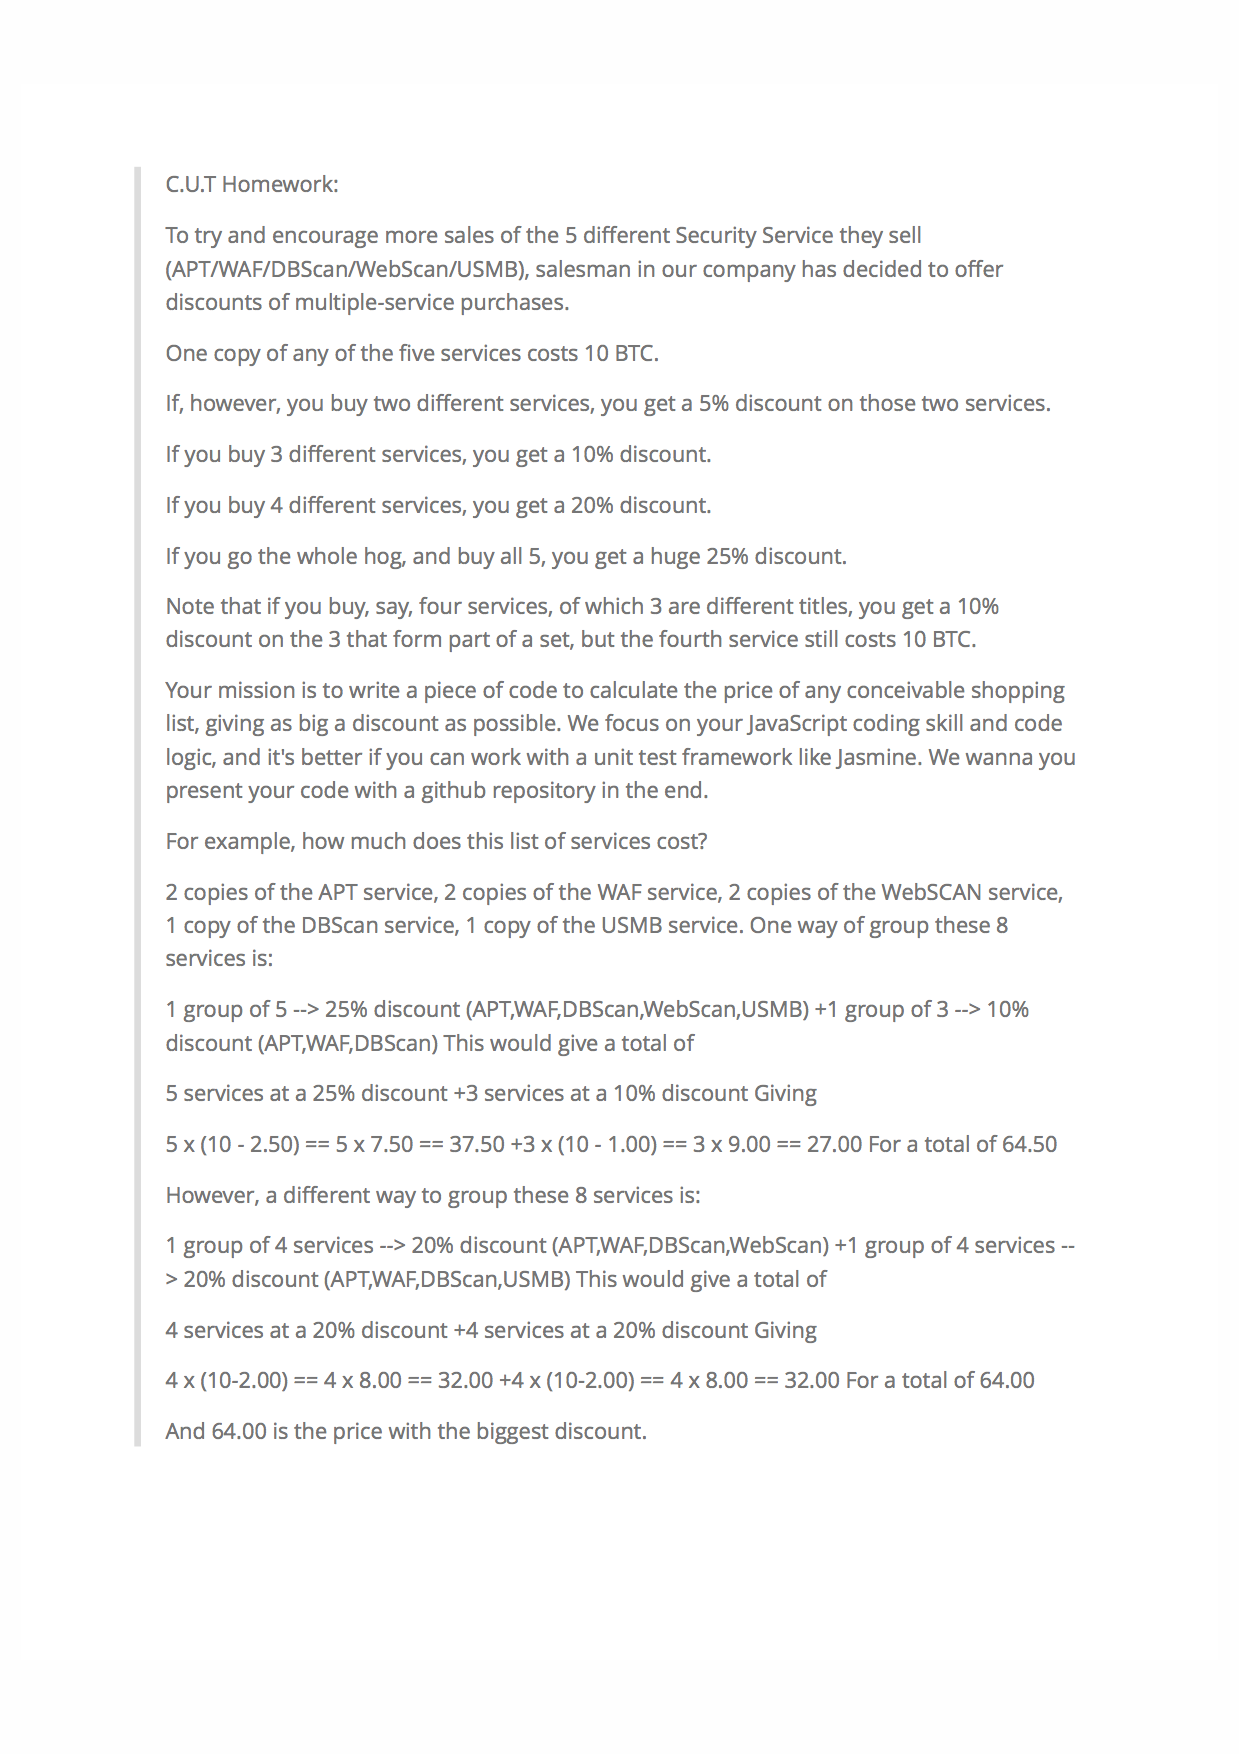 C.U.T Homework:
To try and encourage more sales of the 5 different Security Service they sell
(APT/WAF/DBScan/WebScan/USMB), salesman in our company has decided to offer
discounts of multiple-service purchases.
One copy of any of the five services costs 10 BTC.
If, however, you buy two different services, you get a 5% discount on those two services.
If you buy 3 different services, you get a 10% discount.
If you buy 4 different services, you get a 20% discount.
If you go the whole hog, and buy all 5, you get a huge 25% discount.
Note that if you buy, say, four services, of which 3 are different titles, you get a 10%
discount on the 3 that form part of a set, but the fourth service still costs 10 BTC.
Your mission is to write a piece of code to calculate the price of any conceivable shopping
list, giving as big a discount as possible. We focus on your JavaScript coding skill and code
logic, and it's better if you can work with a unit test framework like Jasmine. We wanna you
present your code with a github repository in the end.
For example, how much does this list of services cost?
2 copies of the APT service, 2 copies of the WAF service, 2 copies of the WebSCAN service,
1 copy of the DBScan service, 1 copy of the USMB service. One way of group these 8
services is:
1 group of 5 --> 25% discount (APT,WAF,DBScan,WebScan,USMB) +1 group of 3 --> 10%
discount (APT,WAF,DBScan) This would give a total of
5 services at a 25% discount +3 services at a 10% discount Giving
5 x (10 - 2.50) == 5 x 7.50 == 37.50 +3 x (10 - 1.00) == 3 x 9.00 == 27.00 For a total of 64.50
However, a different way to group these 8 services is:
1 group of 4 services --> 20% discount (APT,WAF,DBScan,WebScan) +1 group of 4 services --
> 20% discount (APT,WAF,DBScan,USMB) This would give a total of
4 services at a 20% discount +4 services at a 20% discount Giving
4 x (10-2.00) == 4 x 8.00 == 32.00 +4 x (10-2.00) == 4 x 8.00 == 32.00 For a total of 64.00
And 64.00 is the price with the biggest discount.